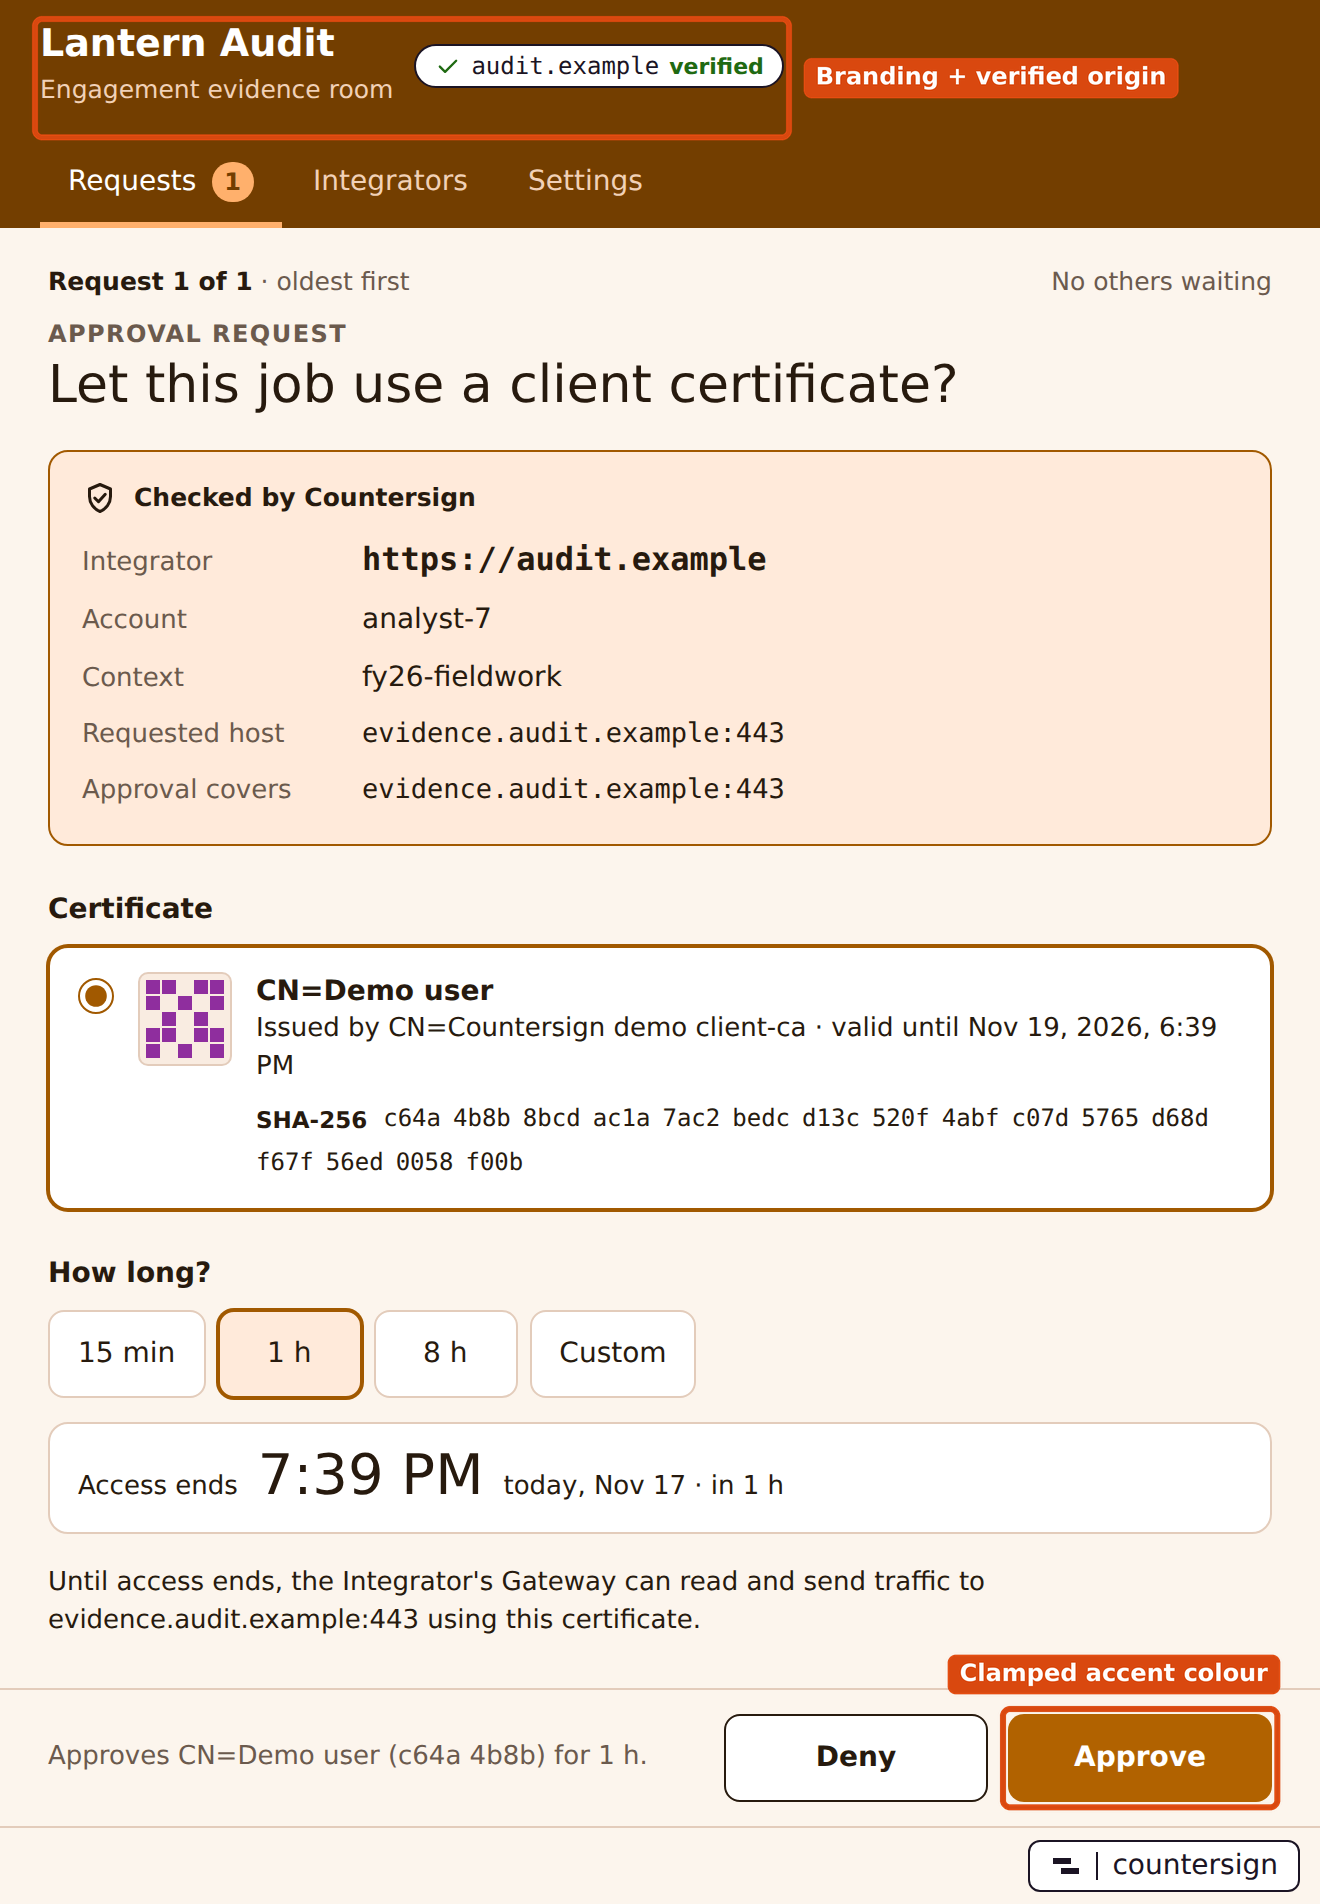 Lantern Audit
Engagement evidence room
audit.example verified
Branding + verified origin
Requests 1 Integrators Settings
Request 1 of 1 · oldest first
No others waiting
APPROVAL REQUEST
Let this job use a client certificate?
Checked by Countersign
Integrator https://audit.example
Account analyst-7
Context fy26-fieldwork
Requested host evidence.audit.example:443
Approval covers evidence.audit.example:443
Certificate
CN=Demo user
Issued by CN=Countersign demo client-ca · valid until Nov 19, 2026, 6:39
PM
SHA-256 c64a 4b8b 8bcd ac1a 7ac2 bedc d13c 520f 4abf c07d 5765 d68d
f67f 56ed 0058 f00b
How long?
15 min 1 h 8 h Custom
Access ends 7:39 PM today, Nov 17 · in 1 h
Until access ends, the Integrator's Gateway can read and send traffic to
evidence.audit.example:443 using this certificate.
Clamped accent colour
Approves CN=Demo user (c64a 4b8b) for 1 h.
Deny Approve
countersign